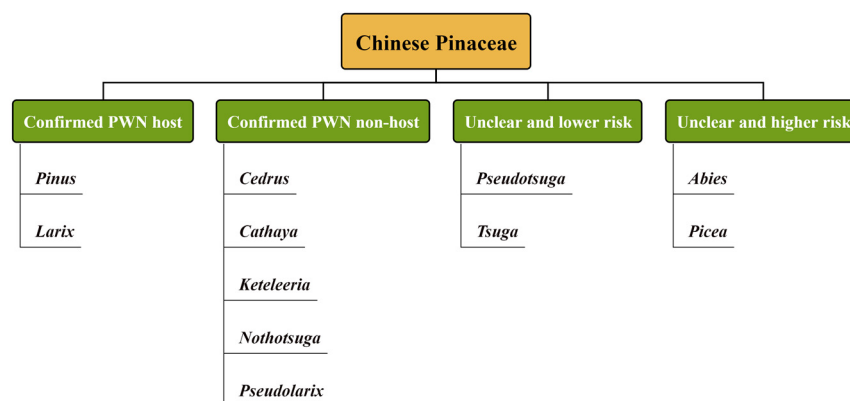 Chinese Pinaceae
Confirmed PWN host
Confirmed PWN non-host
Unclear and lower risk
Unclear and higher risk
Pinus
Larix
Cedrus
Cathaya
Keteleeria
Nothotsuga
Pseudolarix
Pseudotsuga
Tsuga
Abies
Picea